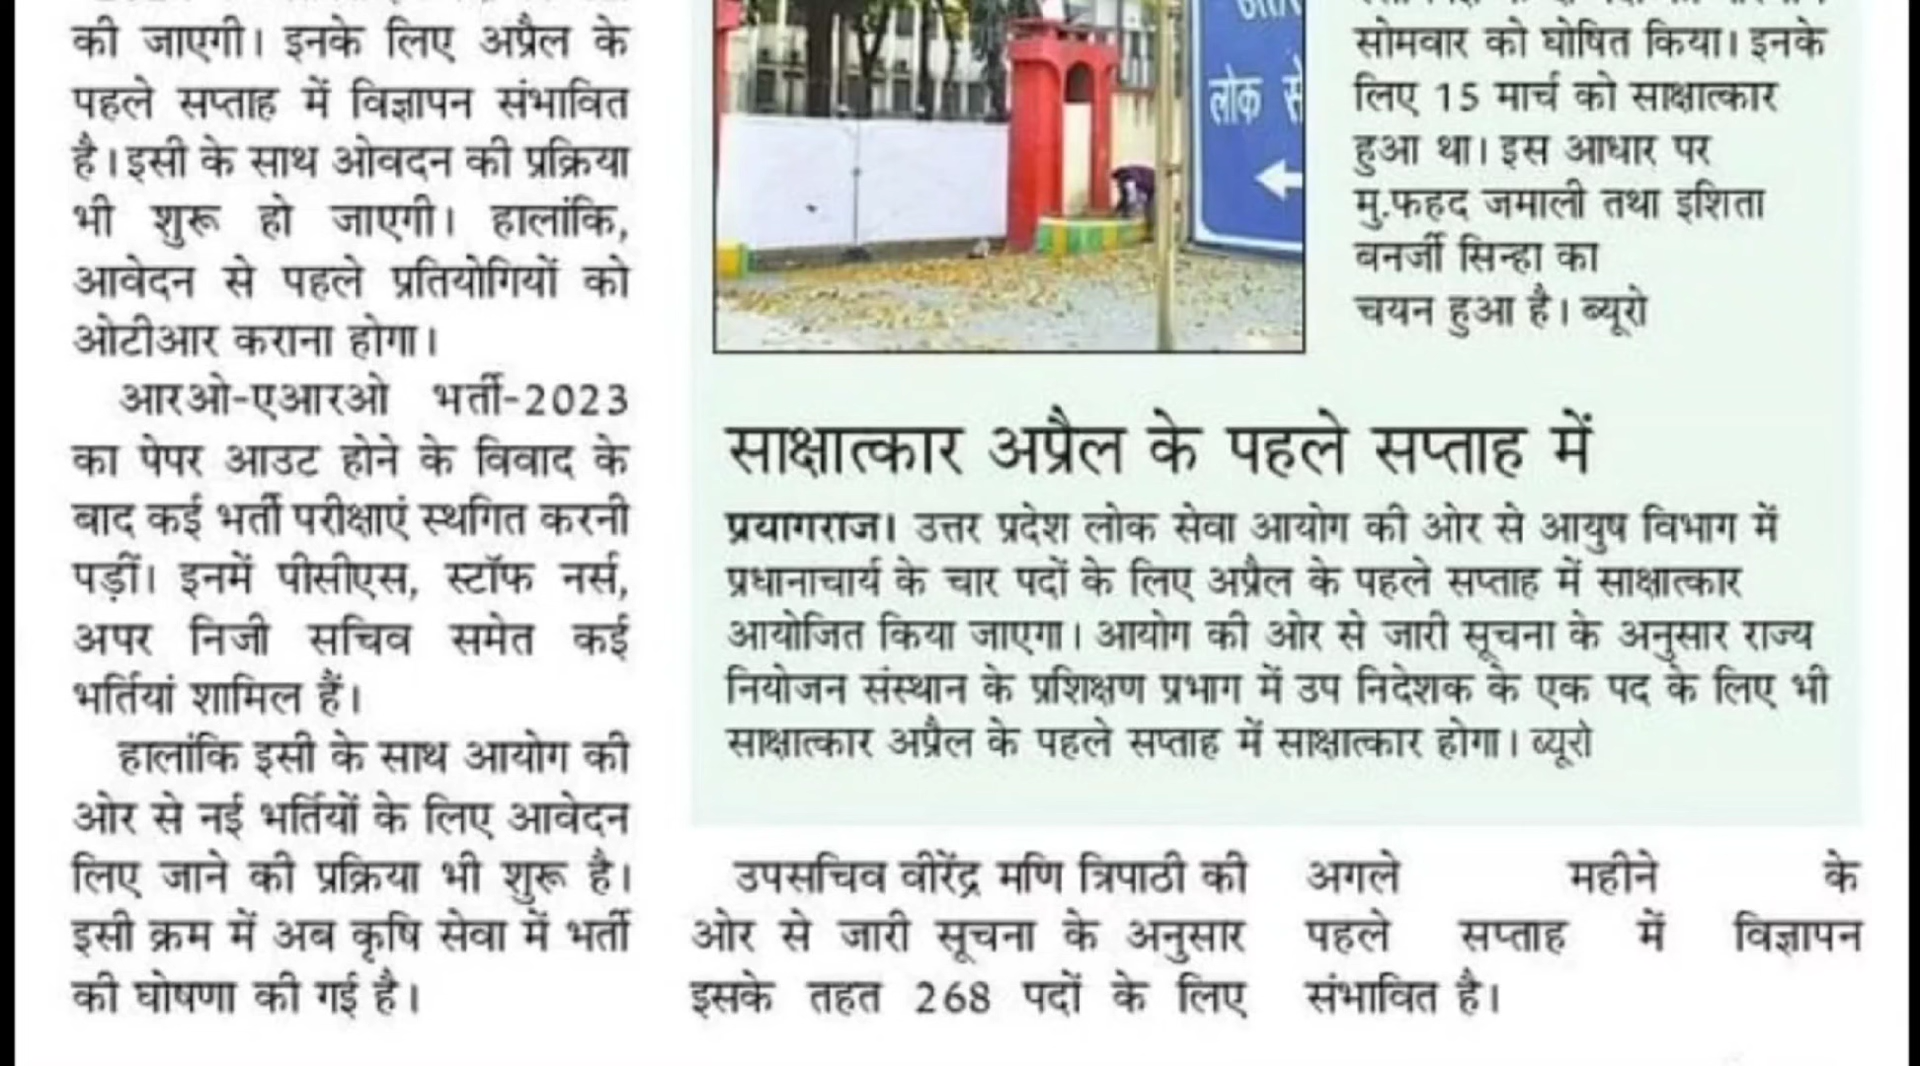 की जाएगी। इनके लिए अप्रैल के
पहले सप्ताह में विज्ञापन संभावित
है। इसी के साथ ओवदन की प्रक्रिया
भी शुरू हो जाएगी। हालांकि,
आवेदन से पहले प्रतियोगियों को
ओटीआर कराना होगा।
आरओ-एआरओ भर्ती-2023
का पेपर आउट होने के विवाद के
बाद कई भर्ती परीक्षाएं स्थगित करनी
पड़ीं। इनमें पीसीएस, स्टॉफ नर्स,
अपर निजी सचिव समेत कई
भर्तियां शामिल हैं।
हालांकि इसी के साथ आयोग की
ओर से नई भर्तियों के लिए आवेदन
लिए जाने की प्रक्रिया भी शुरू है।
इसी क्रम में अब कृषि सेवा में भर्ती
की घोषणा की गई है।
लोक से
सोमवार को घोषित किया। इनके
लिए 15 मार्च को साक्षात्कार
हुआ था। इस आधार पर
मु.फहद जमाली तथा इशिता
बनर्जी सिन्हा का
चयन हुआ है। ब्यूरो
साक्षात्कार अप्रैल के पहले सप्ताह में
प्रयागराज। उत्तर प्रदेश लोक सेवा आयोग की ओर से आयुष विभाग में
प्रधानाचार्य के चार पदों के लिए अप्रैल के पहले सप्ताह में साक्षात्कार
आयोजित किया जाएगा। आयोग की ओर से जारी सूचना के अनुसार राज्य
नियोजन संस्थान के प्रशिक्षण प्रभाग में उप निदेशक के एक पद के लिए भी
साक्षात्कार अप्रैल के पहले सप्ताह में साक्षात्कार होगा। ब्यूरो
उपसचिव वीरेंद्र मणि त्रिपाठी की
ओर से जारी सूचना के अनुसार
इसके तहत 268 पदों के लिए
अगले महीने के
पहले सप्ताह में विज्ञापन
संभावित है।